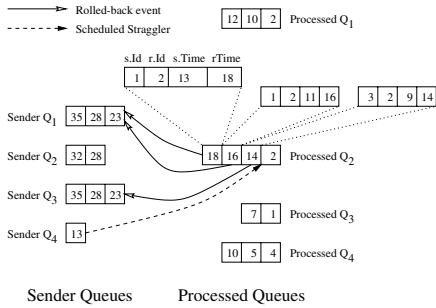 Rolled-back event
Scheduled Straggler
12 10 2 Processed Q1
s.Id r.Id s.Time rTime
1 2 13 18
1 2 11 16
3 2 9 14
Sender Q1 35 28 23
Sender Q2 32 28
18 16 14 2 Processed Q2
Sender Q3 35 28 23
7 1 Processed Q3
Sender Q4 13
10 5 4 Processed Q4
Sender Queues Processed Queues